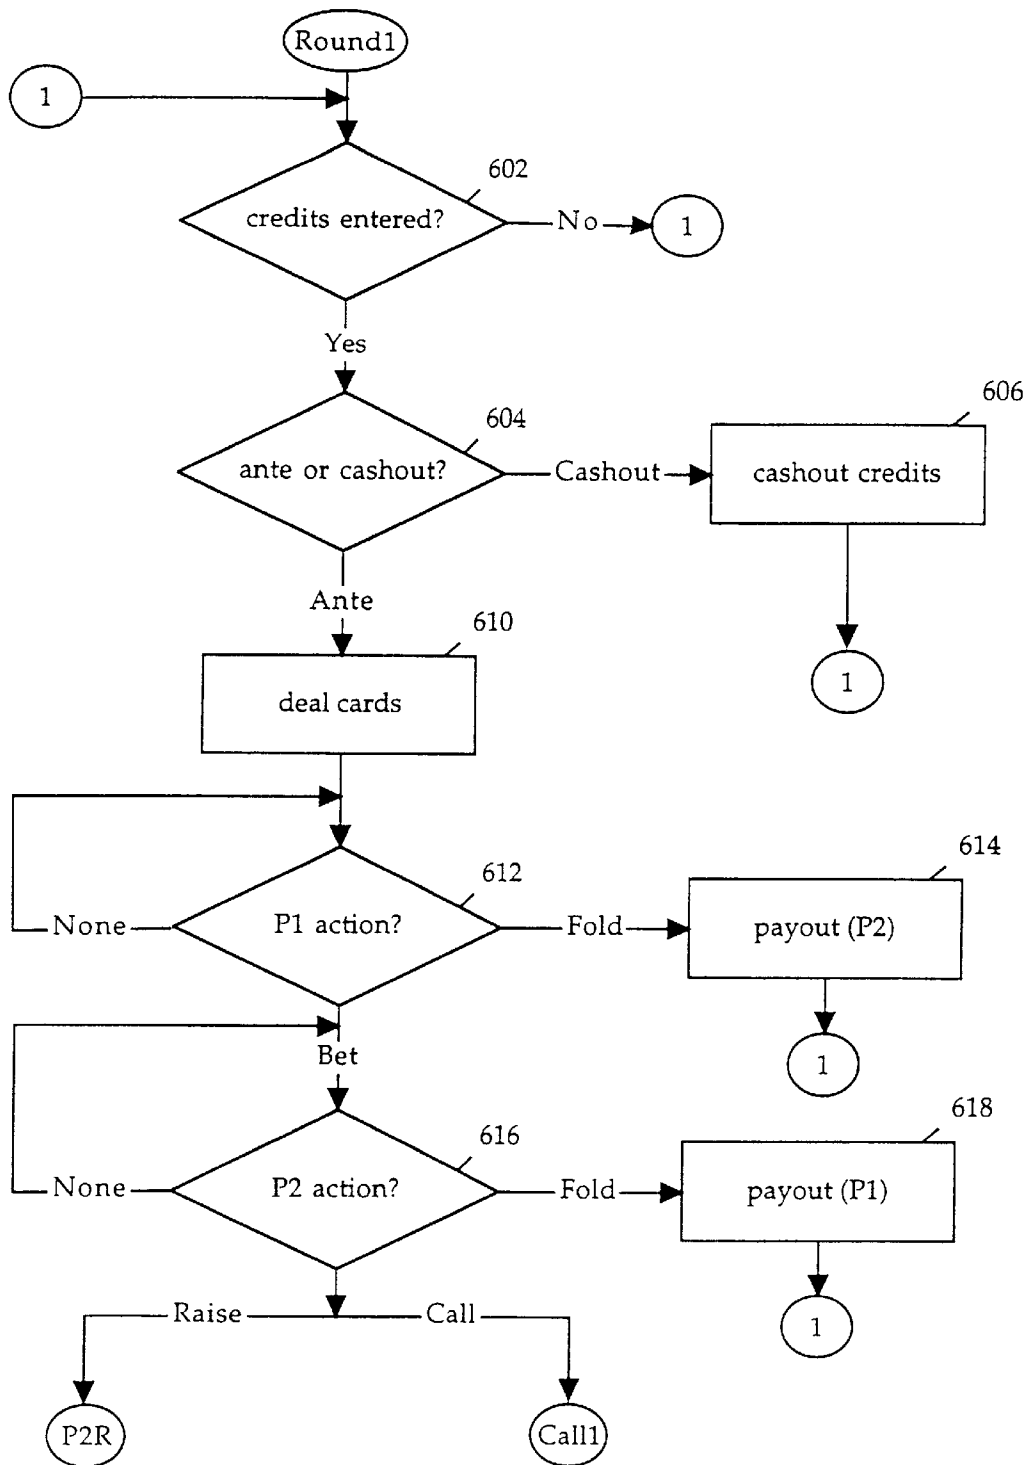 Round1
1
602
credits entered?
No
1
Yes
606
604
ante or cashout?
Cashout
cashout credits
Ante
610
1
deal cards
614
612
None
P1 action?
Fold
payout (P2)
Bet
1
618
616
None
P2 action?
Fold
payout (P1)
Raise
Call
1
P2R
Call1